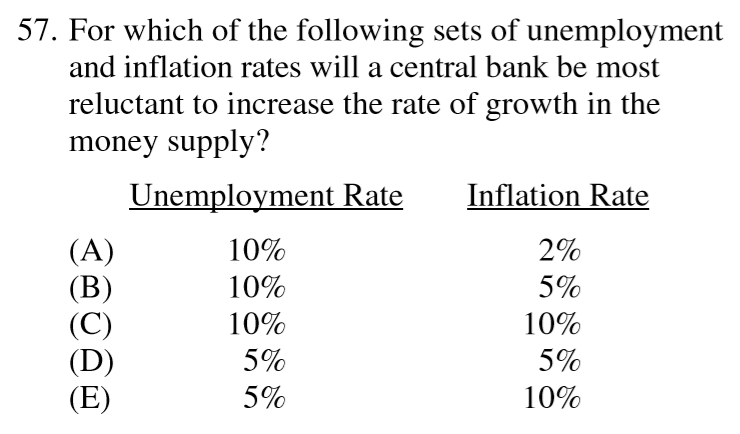 57. For which of the following sets of unemployment
and inflation rates will a central bank be most
reluctant to increase the rate of growth in the
money supply?
Unemployment Rate Inflation Rate
(A) 10% 2%
(B) 10% 5%
(C) 10% 10%
(D) 5% 5%
(E) 5% 10%